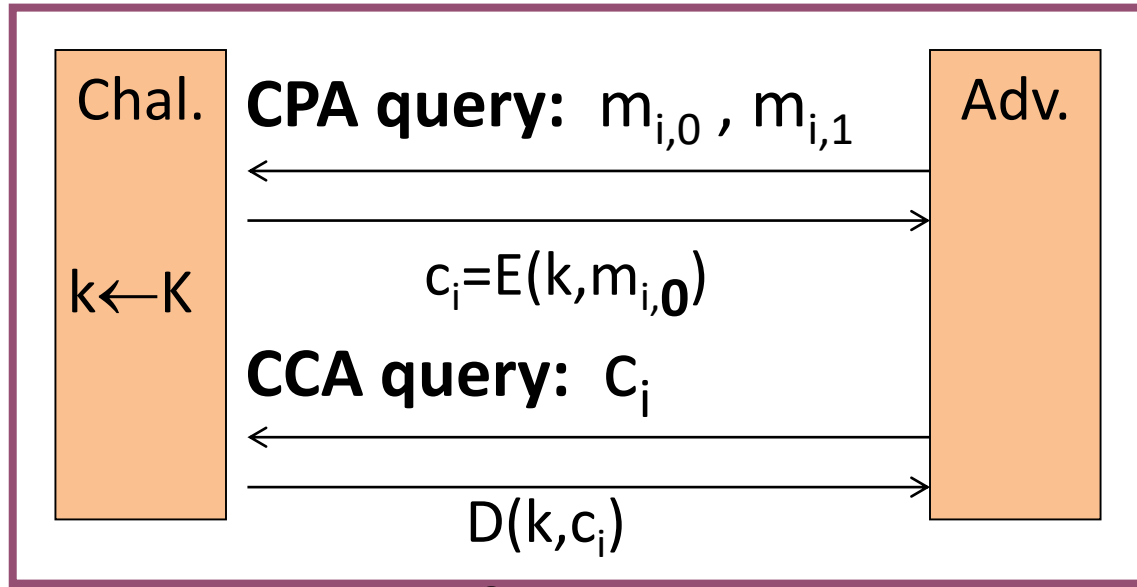 Chal.
CPA query: m_{i,0} , m_{i,1}
Adv.
c_i=E(k,m_{i,0})
k←K
CCA query: c_i
D(k,c_i)